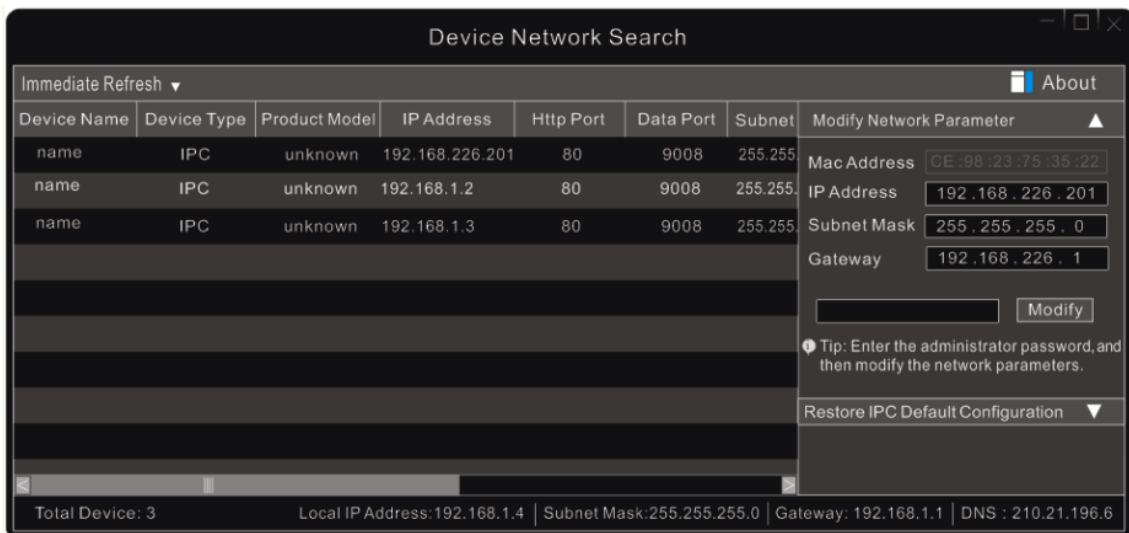 Device Network Search
Immediate Refresh ▼ About
Device Name Device Type Product Model IP Address Http Port Data Port Subnet
name IPC unknown 192.168.226.201 80 9008 255.255.
name IPC unknown 192.168.1.2 80 9008 255.255.
name IPC unknown 192.168.1.3 80 9008 255.255.
Modify Network Parameter ▲
Mac Address CE:98:23:75:35:22
IP Address 192.168.226.201
Subnet Mask 255.255.255.0
Gateway 192.168.226.1
Modify
Tip: Enter the administrator password,and
then modify the network parameters.
Restore IPC Default Configuration ▼
Total Device: 3 Local IP Address:192.168.1.4 Subnet Mask:255.255.255.0 Gateway: 192.168.1.1 DNS : 210.21.196.6